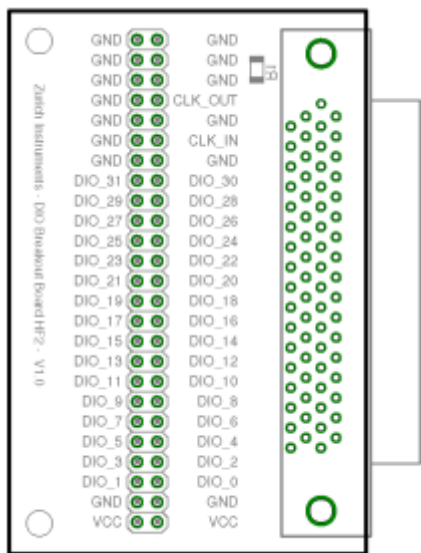 GND GND
GND GND
GND GND
GND CLK_OUT
GND GND
GND CLK_IN
GND GND
DIO_31 DIO_30
DIO_29 DIO_28
DIO_27 DIO_26
DIO_25 DIO_24
DIO_23 DIO_22
DIO_21 DIO_20
DIO_19 DIO_18
DIO_17 DIO_16
DIO_15 DIO_14
DIO_13 DIO_12
DIO_11 DIO_10
DIO_9 DIO_8
DIO_7 DIO_6
DIO_5 DIO_4
DIO_3 DIO_2
DIO_1 DIO_0
GND GND
VCC VCC
Zurich Instruments - DIO Breakout Board HF2 - V1.0
R1